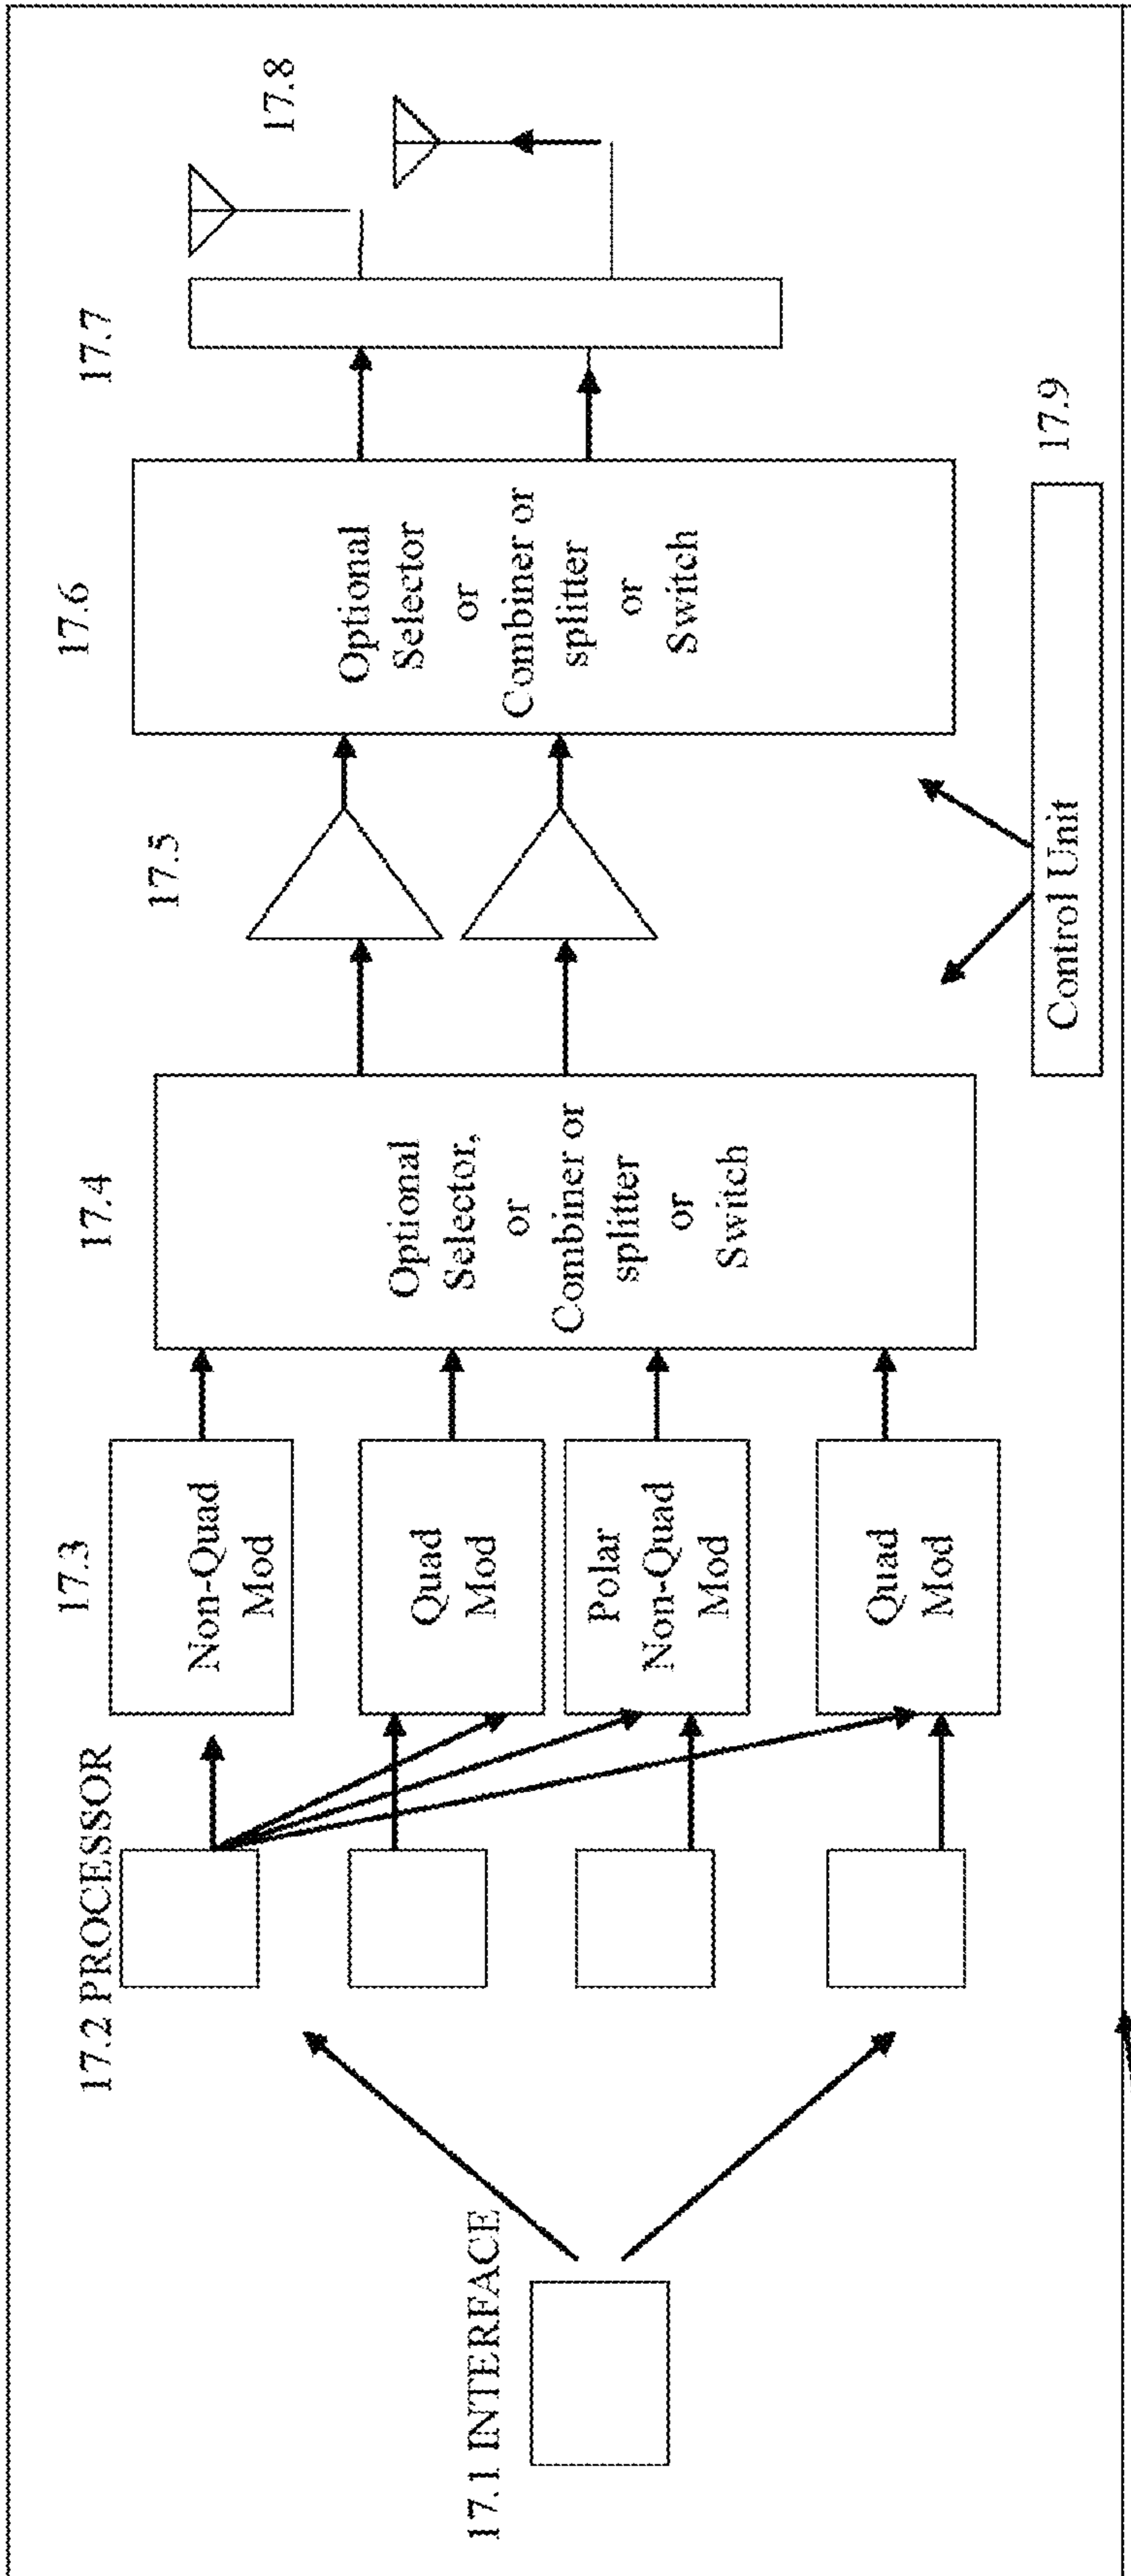 17.1 INTERFACE
17.2 PROCESSOR
17.3
Non-Quad
Mod
Quad
Mod
Polar
Non-Quad
Mod
Quad
Mod
17.4
Optional
Selector,
or
Combiner or
splitter
or
Switch
17.5
17.6
Optional
Selector
or
Combiner or
splitter
or
Switch
17.7
17.8
Control Unit
17.9